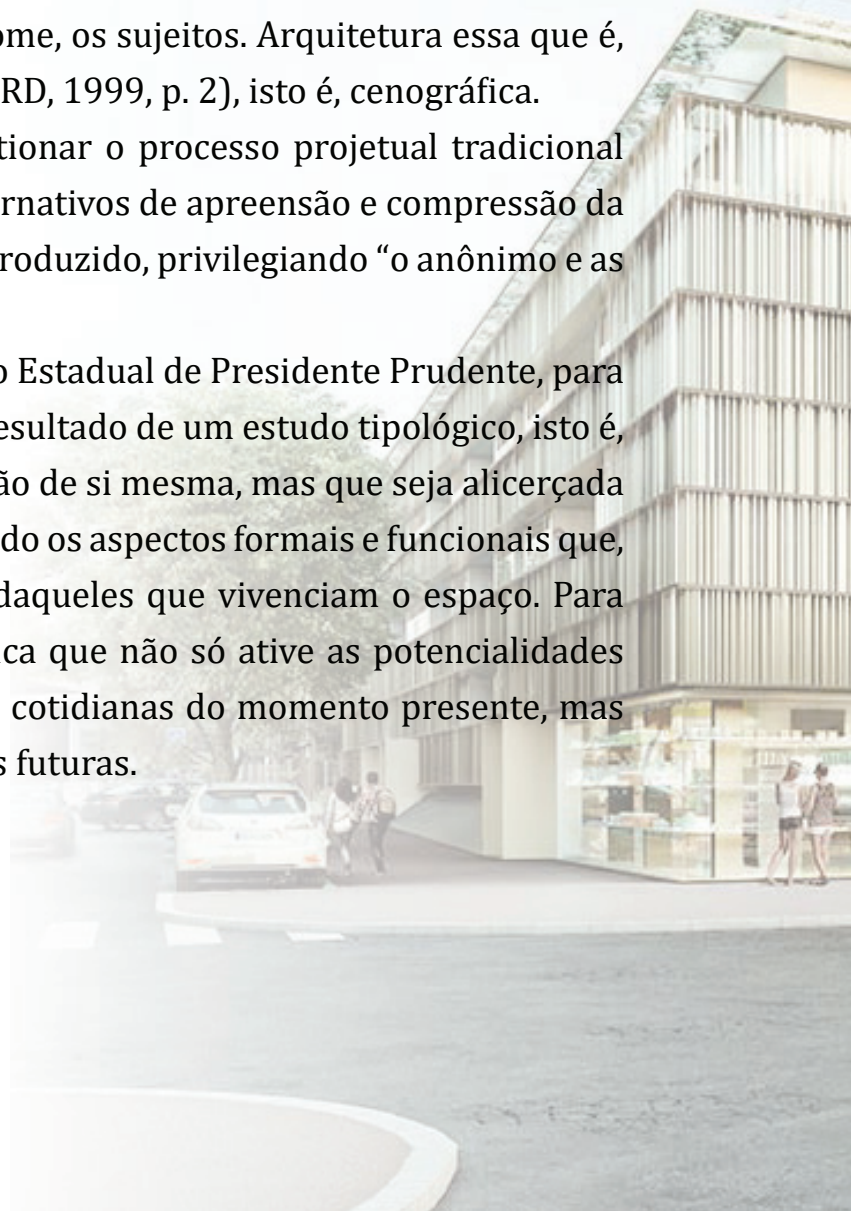 ome, os sujeitos. Arquitetura essa que é,
RD, 1999, p. 2), isto é, cenográfica.
tionar o processo projetual tradicional
rnativos de apreensão e compressão da
roduzido, privilegiando “o anônimo e as
o Estadual de Presidente Prudente, para
esultado de um estudo tipológico, isto é,
ão de si mesma, mas que seja alicerçada
do os aspectos formais e funcionais que,
daqueles que vivenciam o espaço. Para
ca que não só ative as potencialidades
cotidianas do momento presente, mas
s futuras.